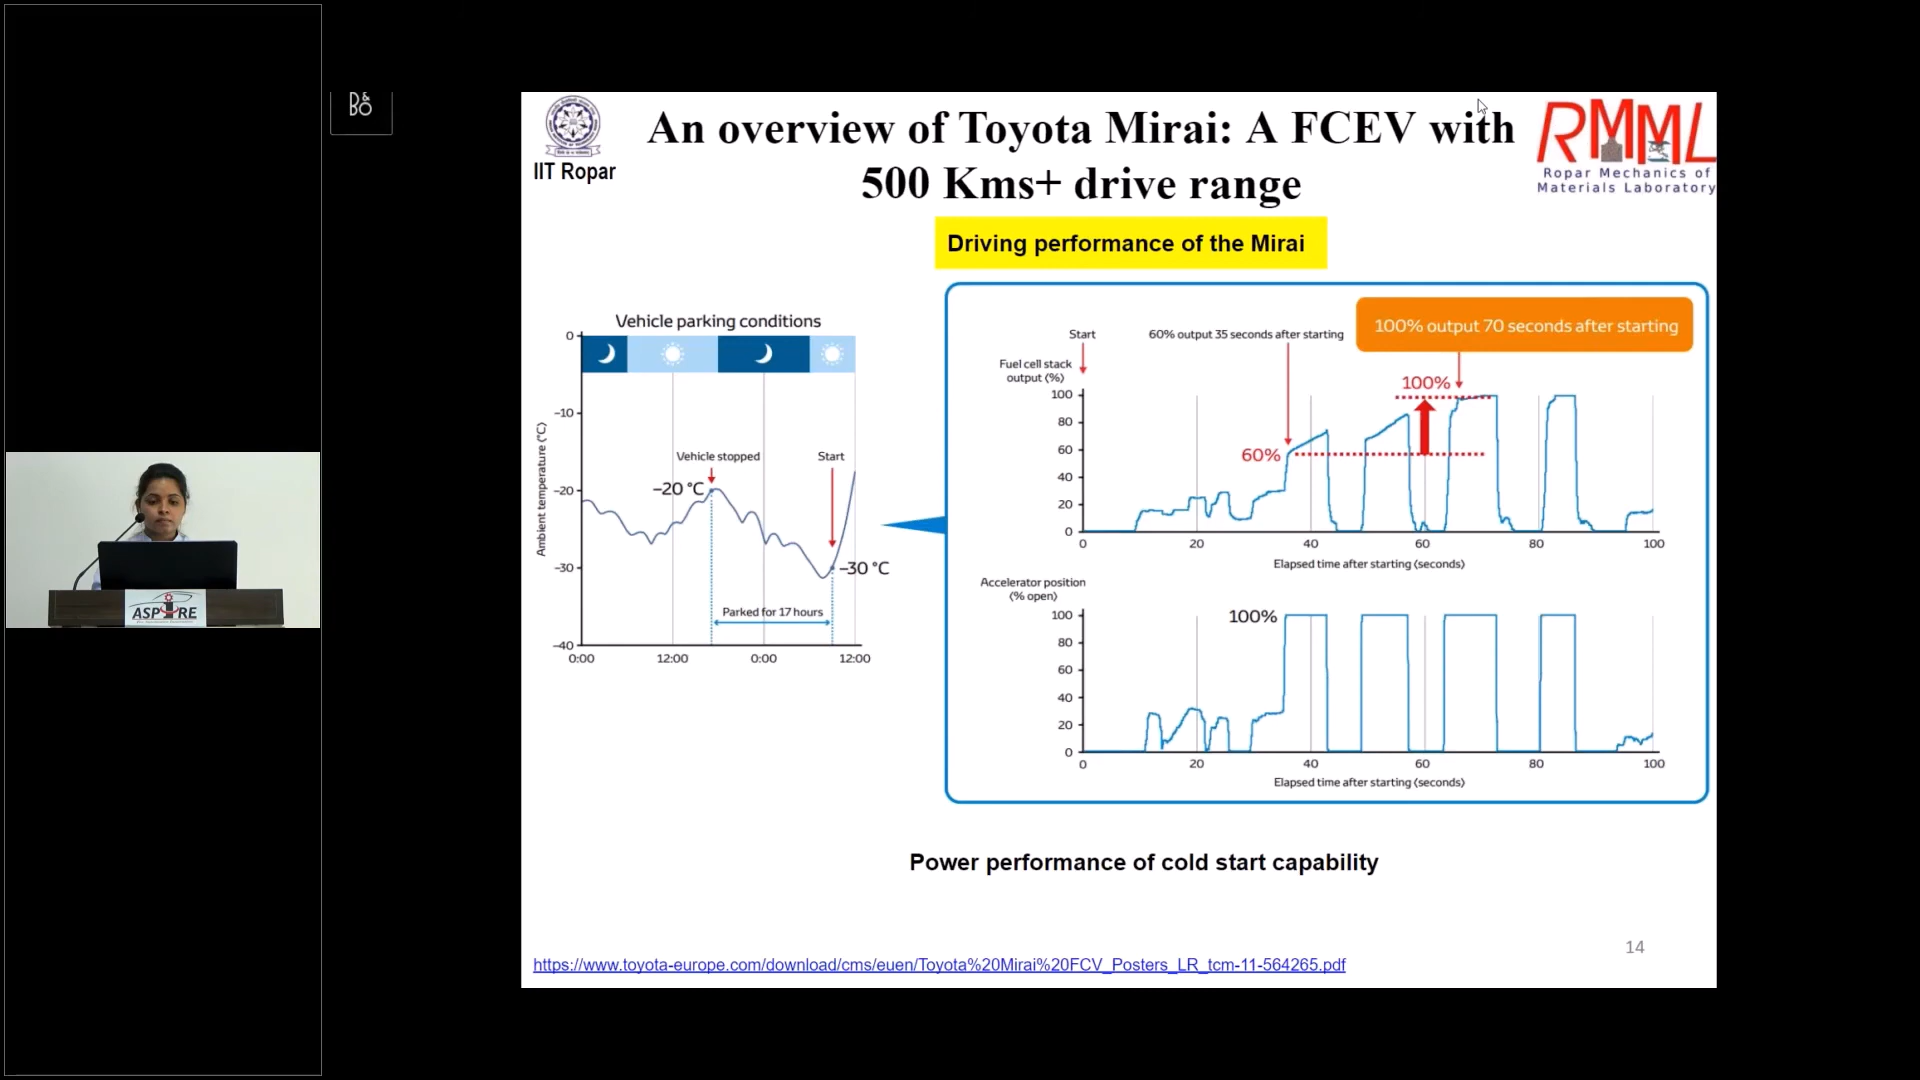 B&O
IIT Ropar
An overview of Toyota Mirai: A FCEV with
500 Kms+ drive range
RMML
Ropar Mechanics of
Materials Laboratory
Driving performance of the Mirai
Vehicle parking conditions
0
-10
-20
-30
-40
Ambient temperature (°C)
Vehicle stopped
Start
-20 °C
-30 °C
Parked for 17 hours
0:00
12:00
0:00
12:00
Start
60% output 35 seconds after starting
100% output 70 seconds after starting
Fuel cell stack
output (%)
100
80
60
40
20
0
60%
100%
0
20
40
60
80
100
Elapsed time after starting (seconds)
Accelerator position
(% open)
100
80
60
40
20
0
100%
0
20
40
60
80
100
Elapsed time after starting (seconds)
Power performance of cold start capability
14
https://www.toyota-europe.com/download/cms/euen/Toyota%20Mirai%20FCV_Posters_LR_tcm-11-564265.pdf
ASPIRE